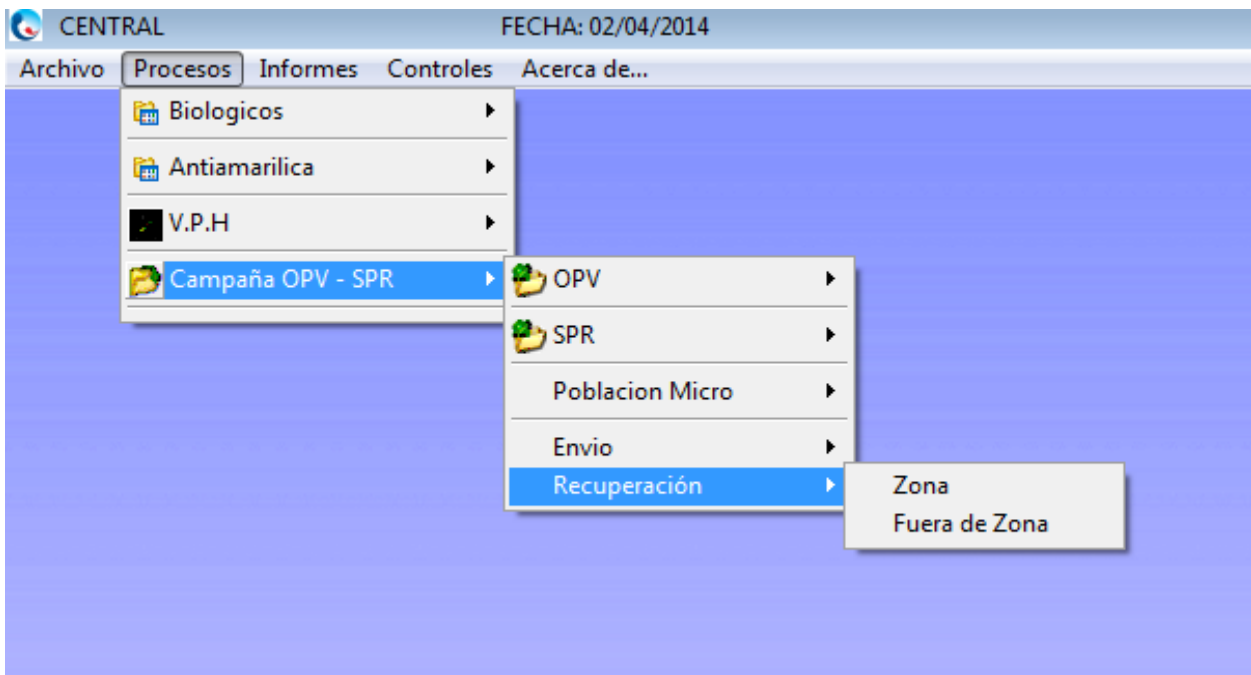 CENTRAL FECHA: 02/04/2014
Archivo Procesos Informes Controles Acerca de...
Biologicos
Antiamarilica
V.P.H
Campaña OPV - SPR
OPV
SPR
Poblacion Micro
Envio
Recuperación
Zona
Fuera de Zona